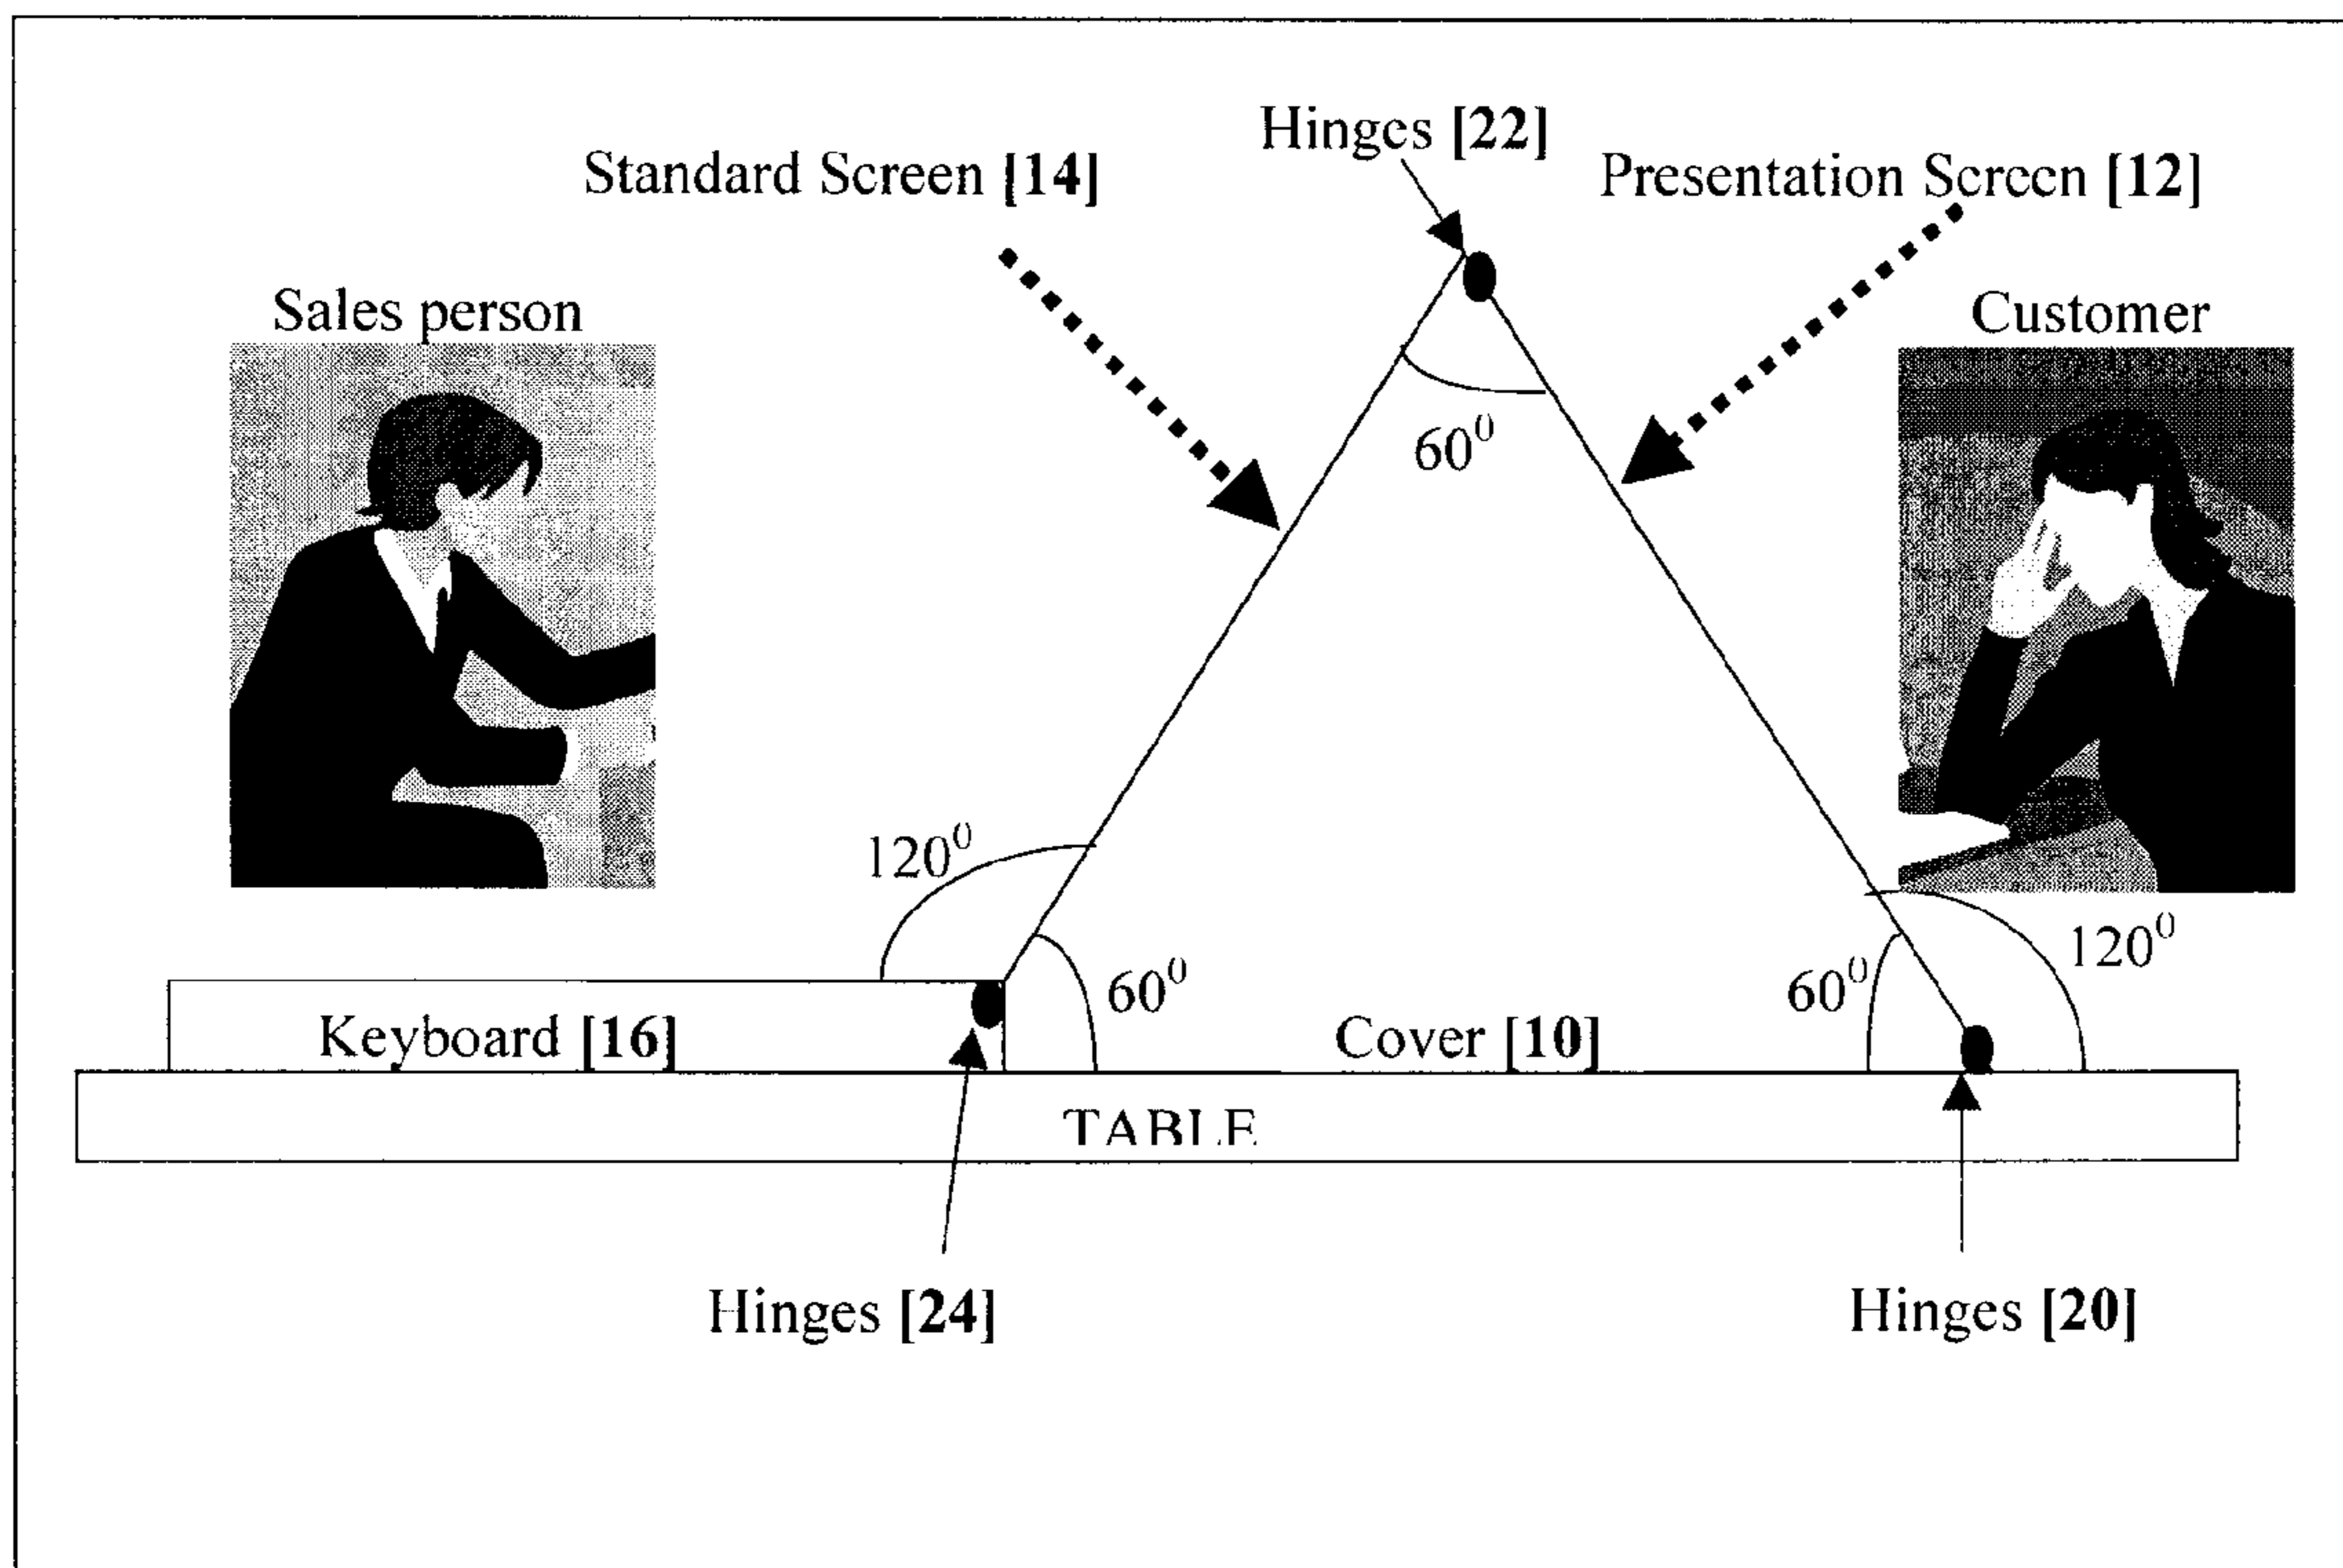 Hinges [22]
Standard Screen [14]
Presentation Screen [12]
Sales person
Customer
60⁰
120⁰
120⁰
60⁰
60⁰
Keyboard [16]
Cover [10]
TABLE
Hinges [24]
Hinges [20]